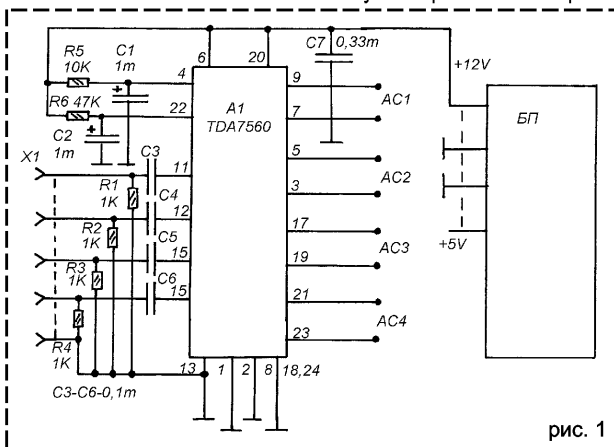 6
20
C7 0,33m
R5
10K
C1
1m
4
+12V
R6 47K
22
A1
TDA7560
9
AC1
7
БП
C2
1m
X1
C3
11
5
AC2
R1
1K
C4
12
3
R2
1K
C5
15
17
AC3
+5V
R3
1K
C6
15
19
21
AC4
R4
1K
23
13
1
2
8
18,24
C3-C6-0,1m
рис. 1